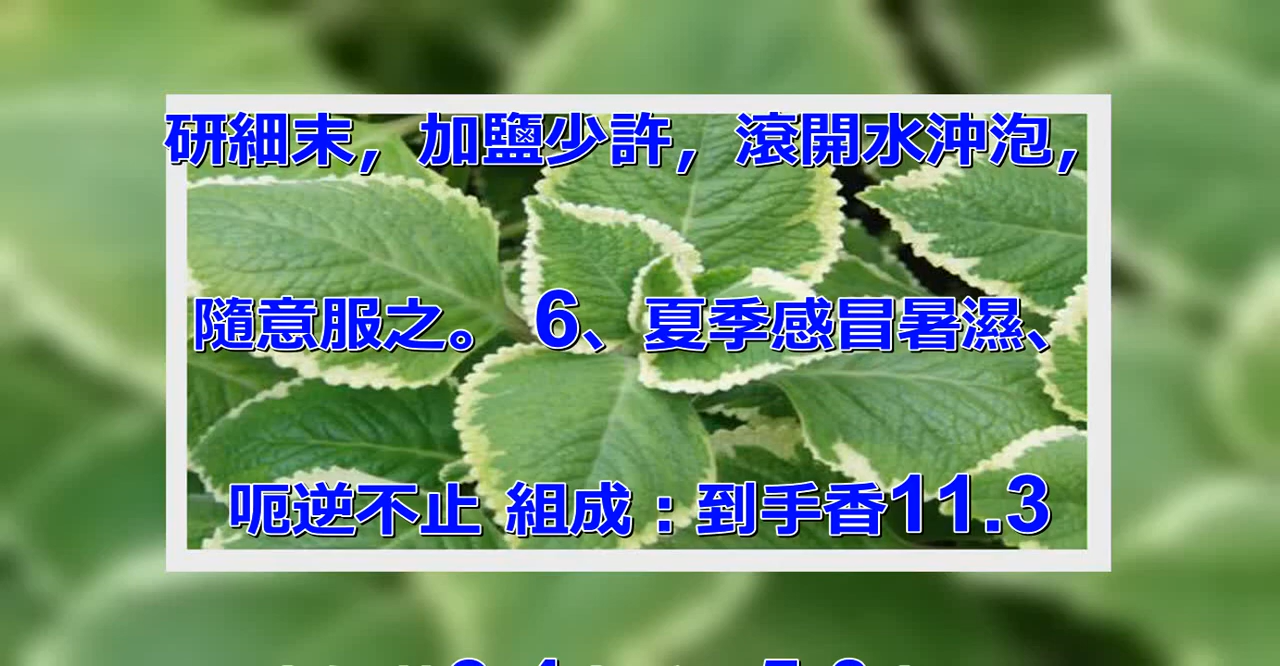 研細末，加鹽少許，滾開水沖泡，
隨意服之。 6、夏季感冒暑濕、
呃逆不止 組成：到手香11.3